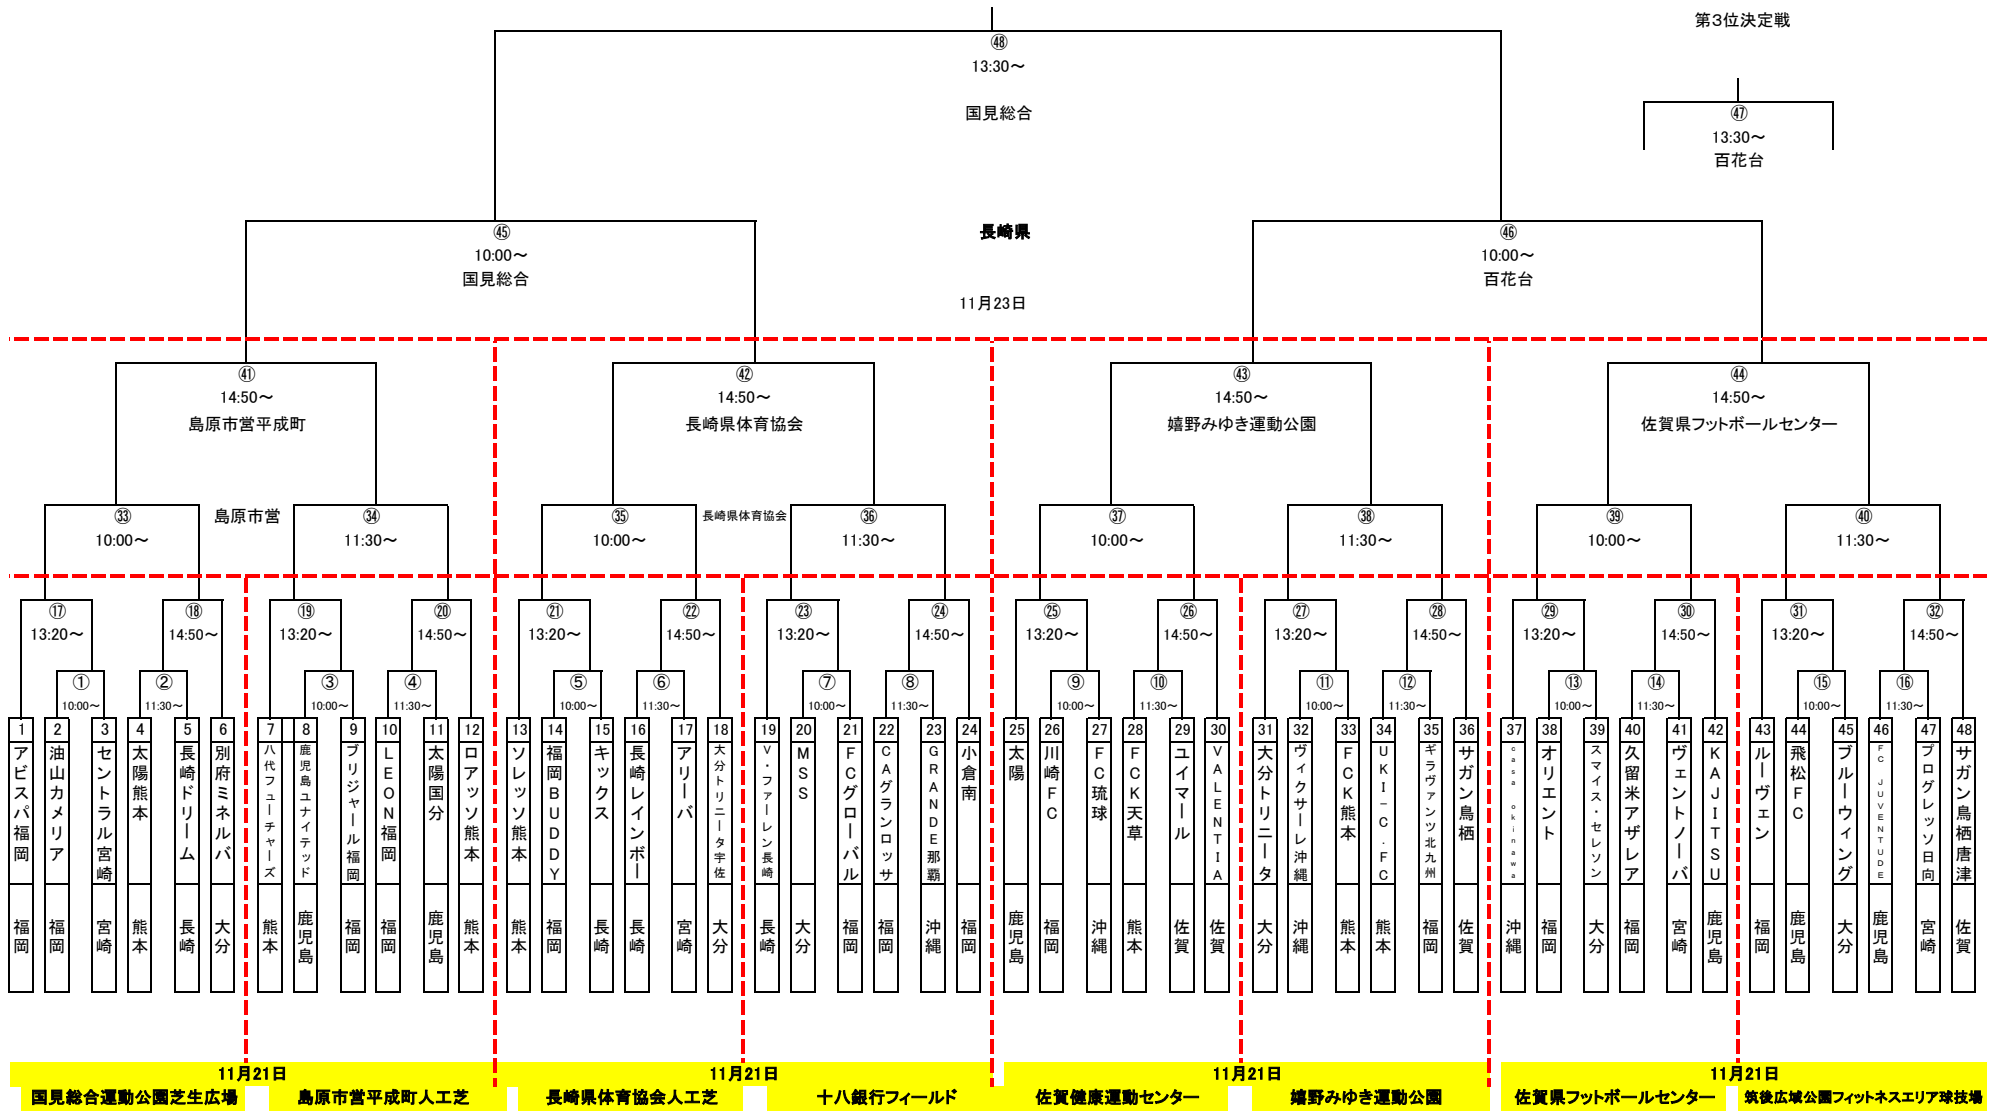 第3位決定戦
㊽
13:30～
国見総合
㊼
13:30～
百花台
㊺
10:00～
国見総合
長崎県
11月23日
㊻
10:00～
百花台
㊶
14:50～
島原市営平成町
㊷
14:50～
長崎県体育協会
㊸
14:50～
嬉野みゆき運動公園
㊹
14:50～
佐賀県フットボールセンター
㉝
10:00～
島原市営
㉞
11:30～
㉟
10:00～
長崎県体育協会
㊱
11:30～
㊲
10:00～
㊳
11:30～
㊴
10:00～
㊵
11:30～
⑰
13:20～
⑱
14:50～
⑲
13:20～
⑳
14:50～
㉑
13:20～
㉒
14:50～
㉓
13:20～
㉔
14:50～
㉕
13:20～
㉖
14:50～
㉗
13:20～
㉘
14:50～
㉙
13:20～
㉚
14:50～
㉛
13:20～
㉜
14:50～
①
10:00～
②
11:30～
③
10:00～
④
11:30～
⑤
10:00～
⑥
11:30～
⑦
10:00～
⑧
11:30～
⑨
10:00～
⑩
11:30～
⑪
10:00～
⑫
11:30～
⑬
10:00～
⑭
11:30～
⑮
10:00～
⑯
11:30～
1
アビスパ福岡
福岡
2
油山カメリア
福岡
3
セントラル宮崎
宮崎
4
太陽熊本
熊本
5
長崎ドリーム
長崎
6
別府ミネルバ
大分
7
八代フューチャーズ
熊本
8
鹿児島ユナイテッド
鹿児島
9
ブリジャール福岡
福岡
10
LEON福岡
福岡
11
太陽国分
鹿児島
12
ロアッソ熊本
熊本
13
ソレッソ熊本
熊本
14
福岡BUDDY
福岡
15
キックス
長崎
16
長崎レインボー
長崎
17
アリーバ
宮崎
18
大分トリニータ宇佐
大分
19
V・ファーレン長崎
長崎
20
MSS
大分
21
FCグローバル
福岡
22
CAグランロッサ
福岡
23
GRANDE那覇
沖縄
24
小倉南
福岡
25
太陽
鹿児島
26
川崎FC
福岡
27
FC琉球
沖縄
28
FCK天草
熊本
29
ユイマール
佐賀
30
VALENTIA
佐賀
31
大分トリニータ
大分
32
ヴィクサーレ沖縄
沖縄
33
FCK熊本
熊本
34
UKI－C.FC
熊本
35
ギラヴァンツ北九州
福岡
36
サガン鳥栖
佐賀
37
casa okinawa
沖縄
38
オリエント
福岡
39
スマイス・セレソン
大分
40
久留米アザレア
福岡
41
ヴェントノーバ
宮崎
42
KAJITSU
鹿児島
43
ルーヴェン
福岡
44
飛松FC
鹿児島
45
ブルーウィング
大分
46
FC JUVENTUDE
鹿児島
47
プログレッソ日向
宮崎
48
サガン鳥栖唐津
佐賀
11月21日
11月21日
11月21日
11月21日
国見総合運動公園芝生広場
島原市営平成町人工芝
長崎県体育協会人工芝
十八銀行フィールド
佐賀健康運動センター
嬉野みゆき運動公園
佐賀県フットボールセンター
筑後広域公園フィットネスエリア球技場